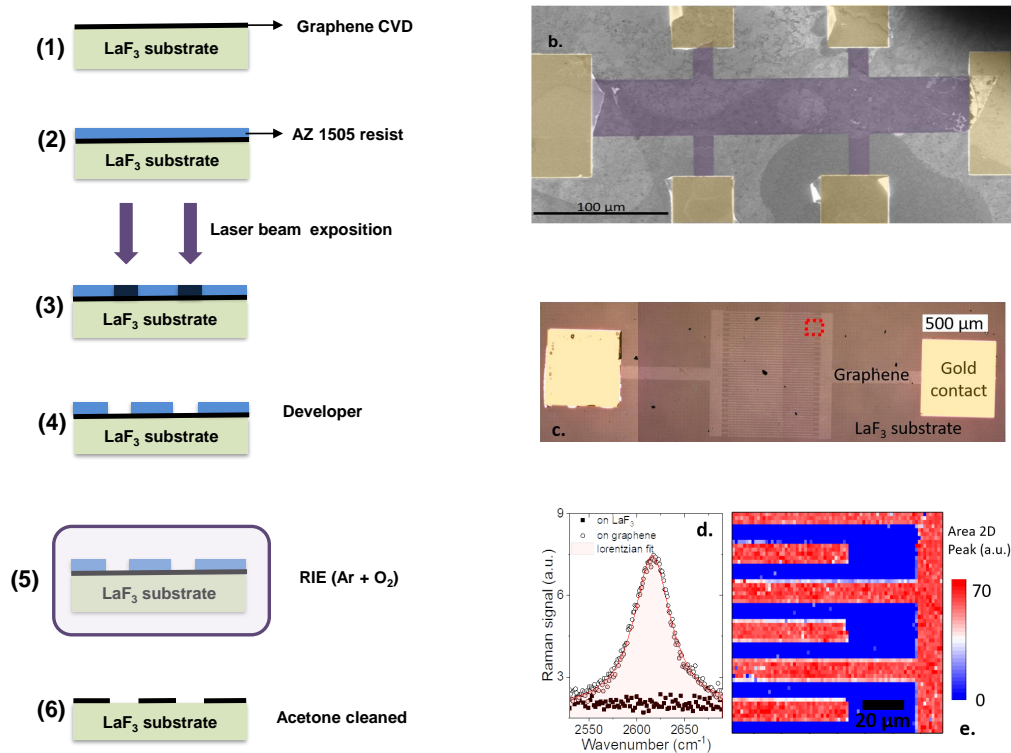 (1)
Graphene CVD
LaF3 substrate
(2)
AZ 1505 resist
LaF3 substrate
Laser beam exposition
(3)
LaF3 substrate
(4)
Developer
LaF3 substrate
(5)
RIE (Ar + O2)
LaF3 substrate
(6)
LaF3 substrate
Acetone cleaned
b.
100 µm
500 µm
Graphene
Gold
contact
LaF3 substrate
c.
9
6
3
Raman signal (a.u.)
on LaF3
on graphene
lorentzian fit
d.
2550
2600
2650
Wavenumber (cm-1)
Area 2D
Peak (a.u.)
70
0
20 µm
e.